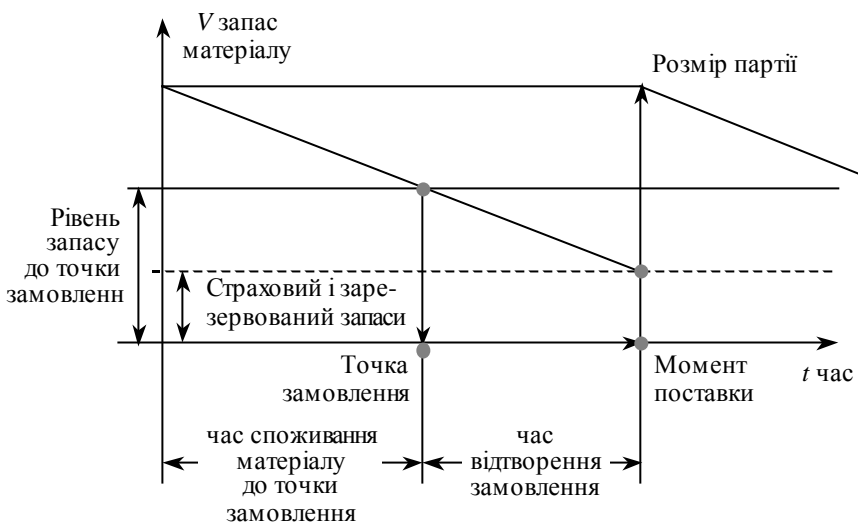 V запас
матеріалу
Розмір партії
Рівень
запасу
до точки
замовленн
Страховий і заре-
зервований запаси
Точка
замовлення
Момент
поставки
t час
час споживання
матеріалу
до точки
замовлення
час
відтворення
замовлення